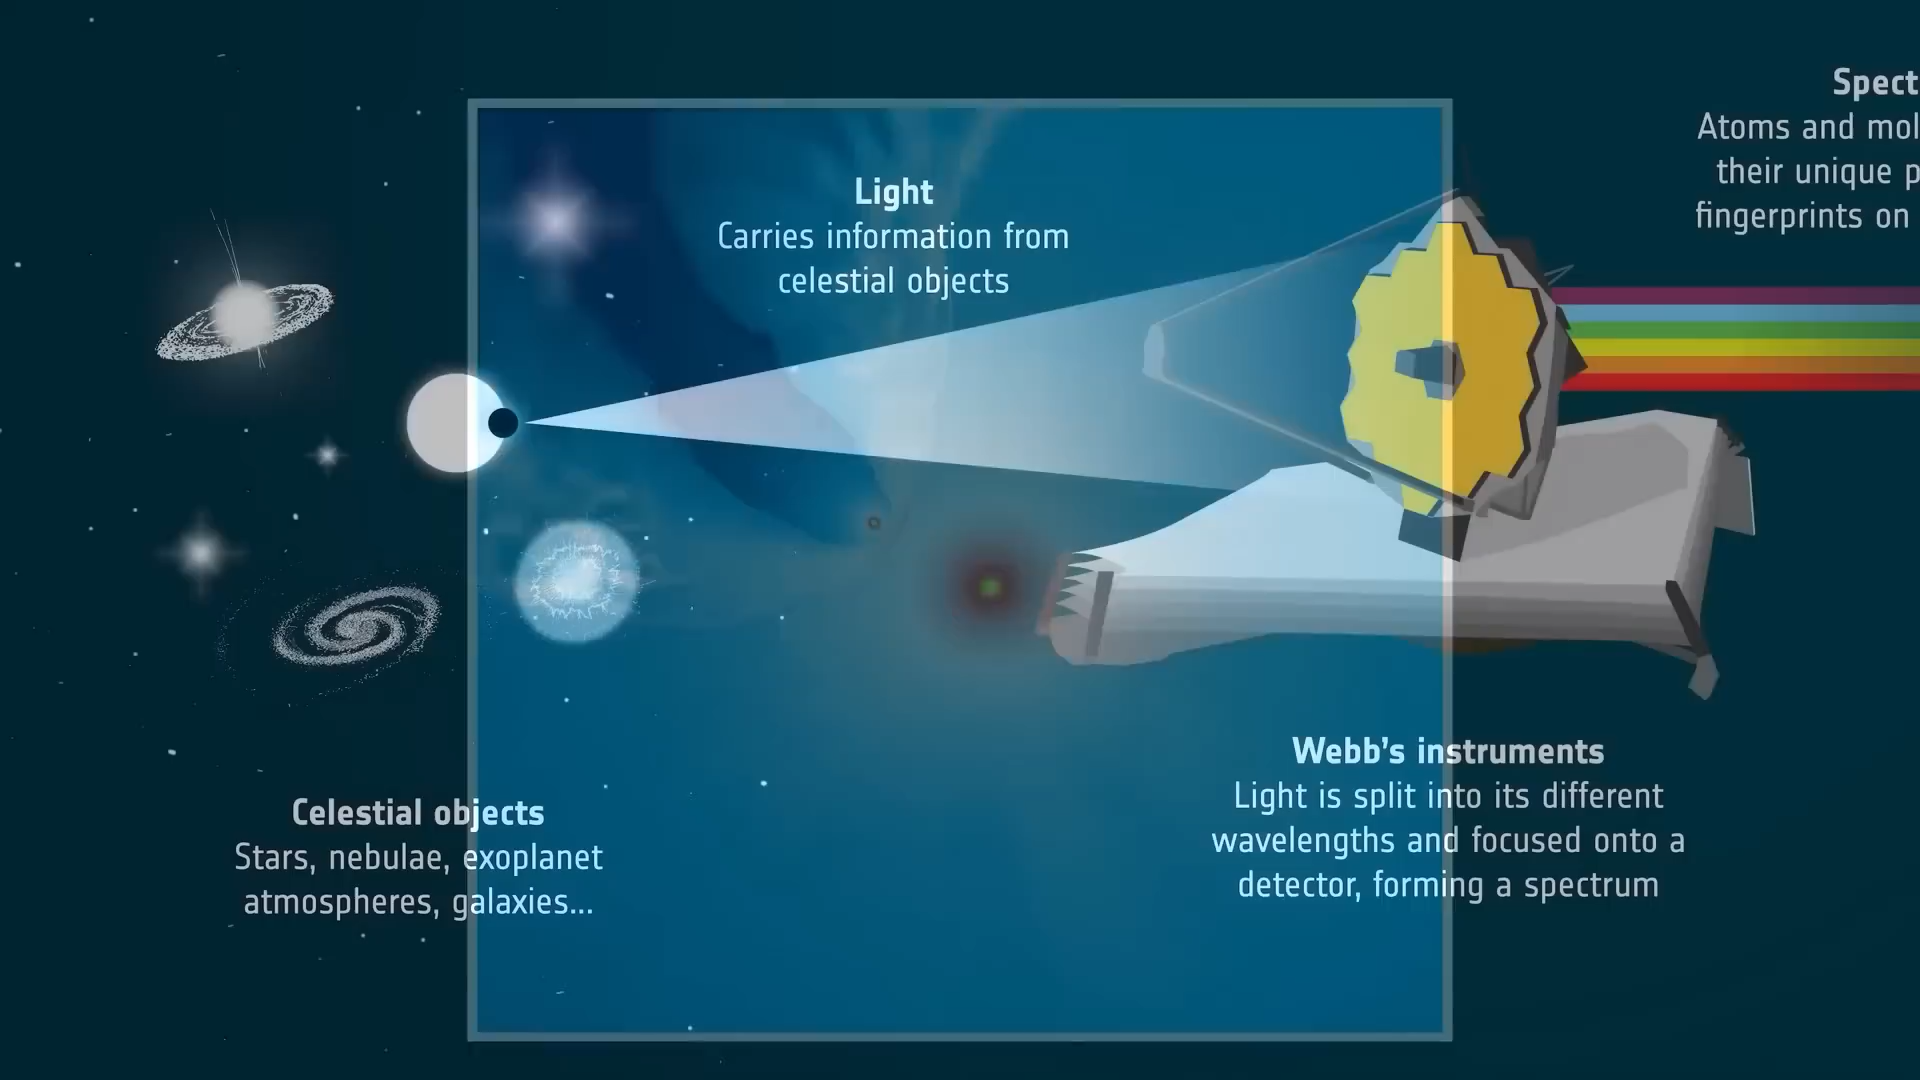 Light
Carries information from
celestial objects
Spect
Atoms and mol
their unique p
fingerprints on
Webb's instruments
Light is split into its different
wavelengths and focused onto a
detector, forming a spectrum
Celestial objects
Stars, nebulae, exoplanet
atmospheres, galaxies...